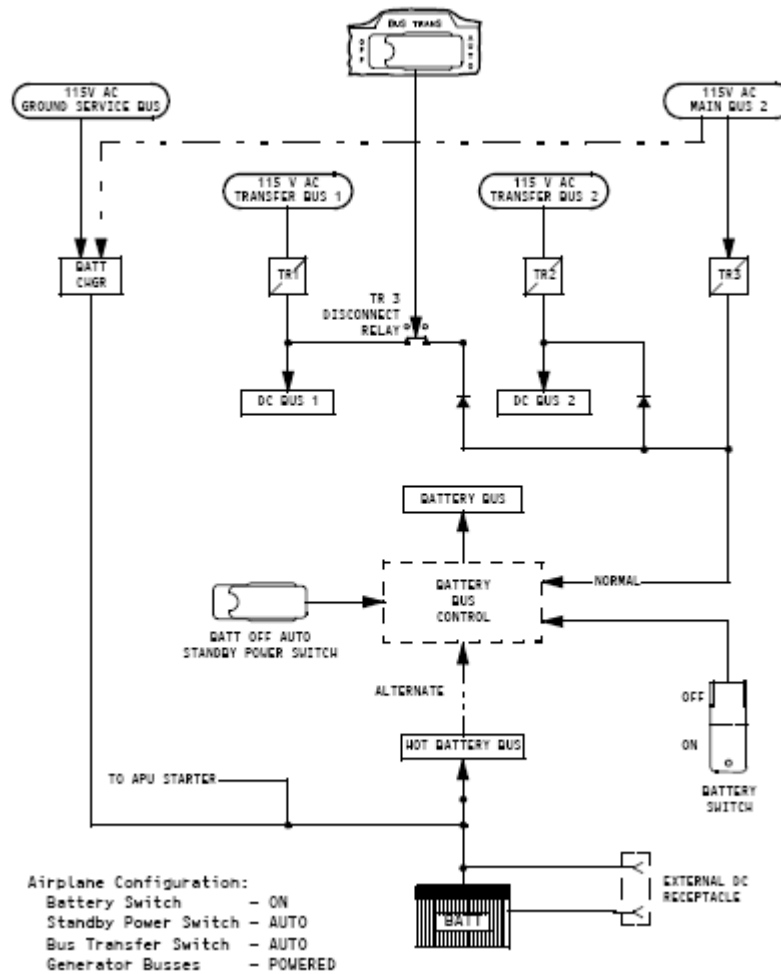 BUS TRANS
OFF
AUTO
115V AC
GROUND SERVICE BUS
115V AC
MAIN BUS 2
115 V AC
TRANSFER BUS 1
115 V AC
TRANSFER BUS 2
BATT
CHGR
TR1
TR2
TR3
TR 3
DISCONNECT
RELAY
DC BUS 1
DC BUS 2
BATTERY BUS
BATTERY
BUS
CONTROL
NORMAL
BATT OFF AUTO
STANDBY POWER SWITCH
ALTERNATE
OFF
ON
HOT BATTERY BUS
BATTERY
SWITCH
TO APU STARTER
BATT
EXTERNAL DC
RECEPTACLE
Airplane Configuration:
Battery Switch - ON
Standby Power Switch - AUTO
Bus Transfer Switch - AUTO
Generator Busses - POWERED